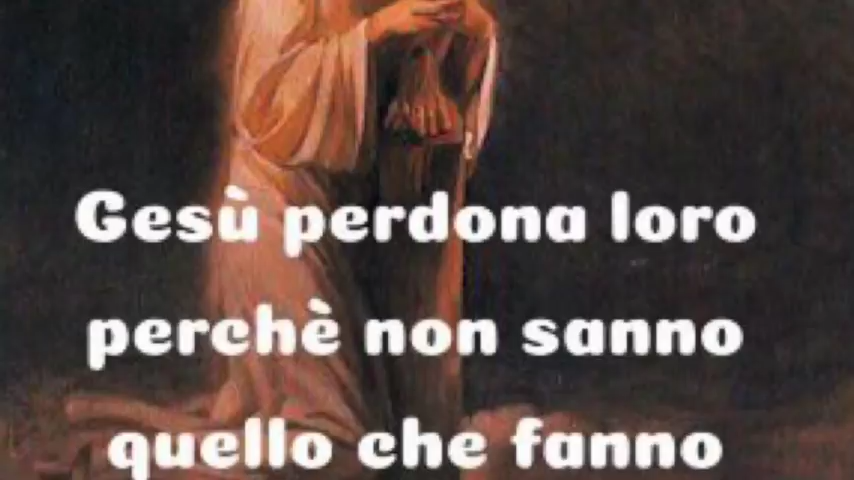 Gesù perdona loro
perchè non sanno
quello che fanno